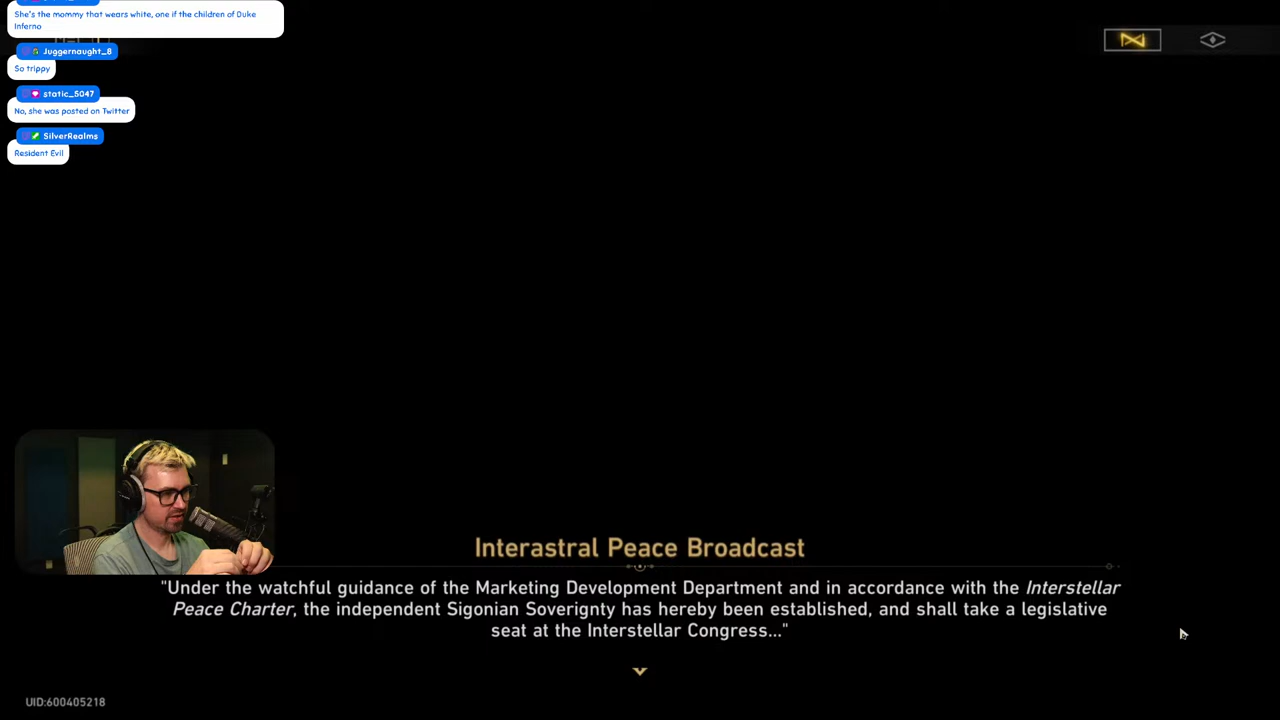 She's the mommy that wears white, one if the children of Duke
Inferno
Juggernaught_8
So trippy
static_5047
No, she was posted on Twitter
SilverRealms
Resident Evil
Interastral Peace Broadcast
"Under the watchful guidance of the Marketing Development Department and in accordance with the Interstellar
Peace Charter, the independent Sigonian Soverignty has hereby been established, and shall take a legislative
seat at the Interstellar Congress..."
UID:600405218